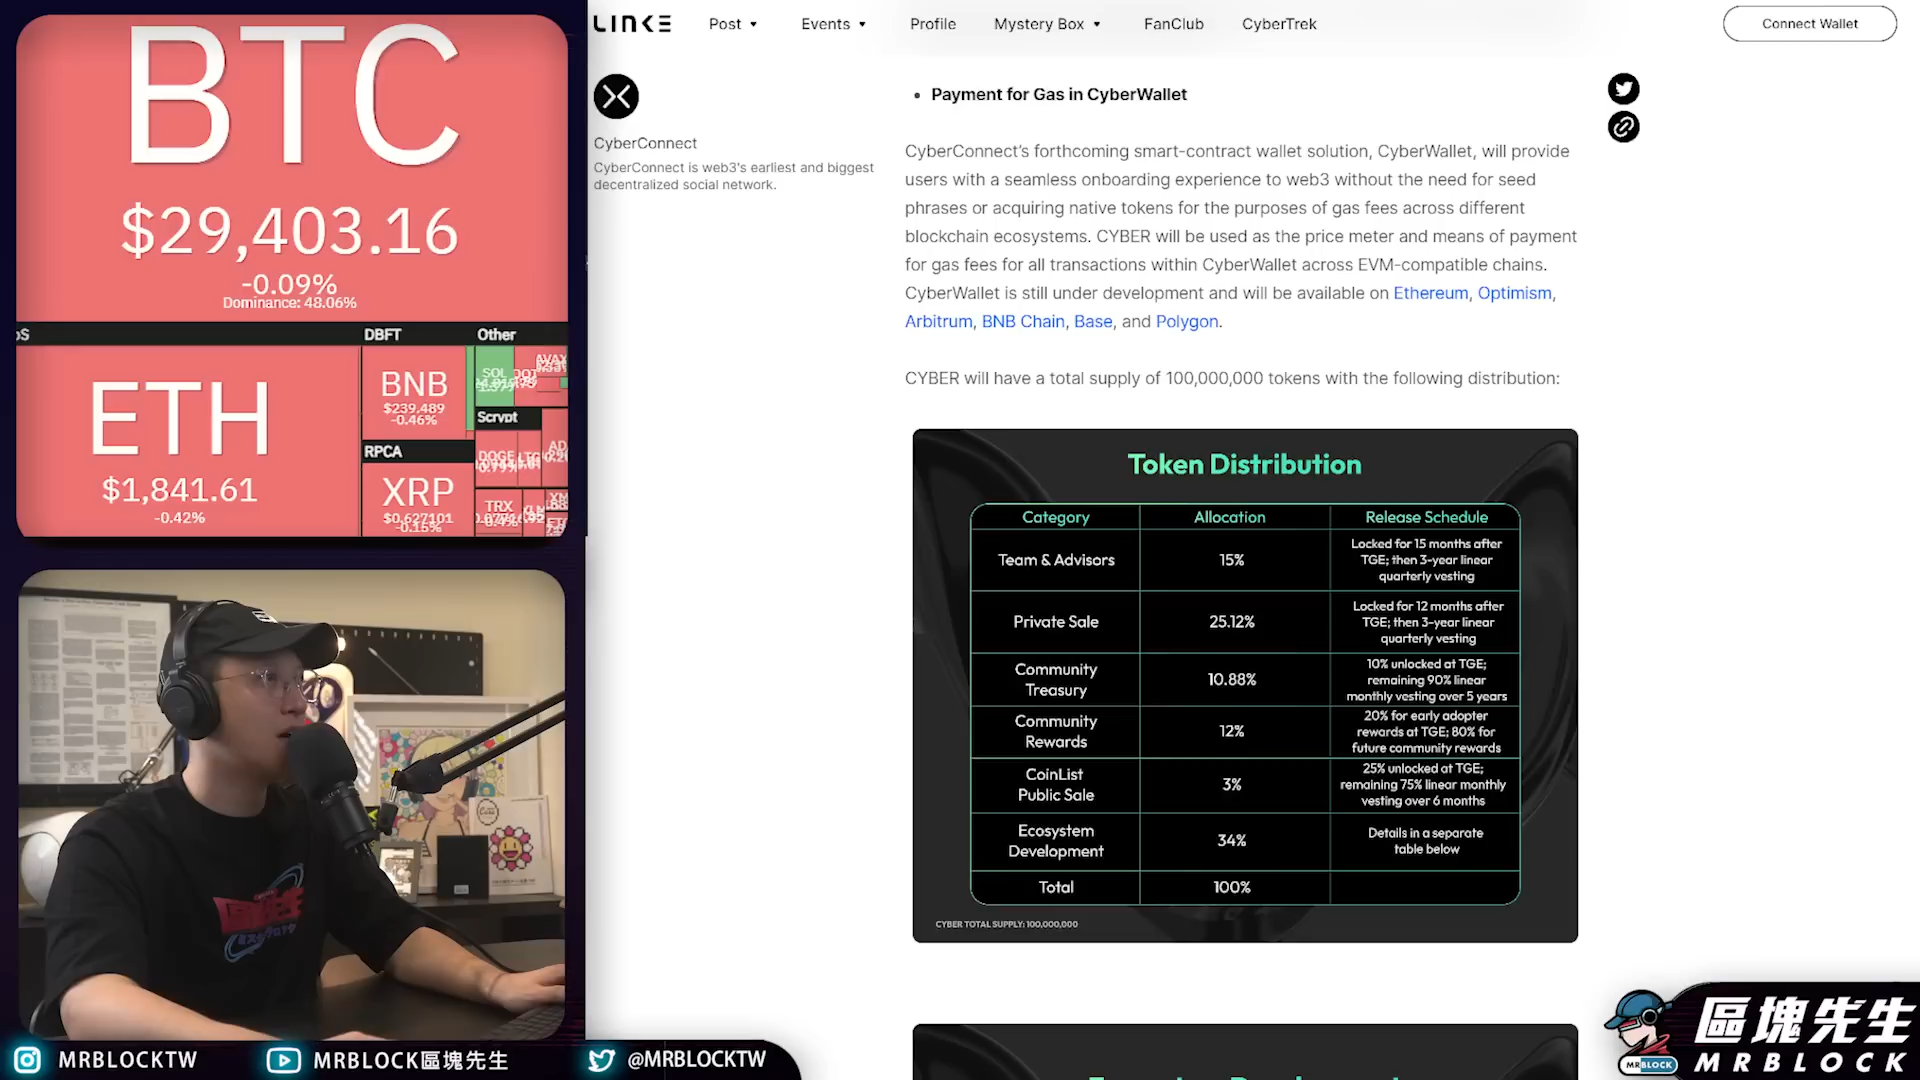 BTC
$29,403.16
-0.09%
Dominance: 48.06%
DBFT
Other
ETH
$1,841.61
-0.42%
BNB
$239.489
-0.46%
SOL
AVAX
Scrypt
DOGE
RPCA
XRP
$0.627101
-0.15%
TRX
LINKE
Post
Events
Profile
Mystery Box
FanClub
CyberTrek
Connect Wallet
CyberConnect
CyberConnect is web3's earliest and biggest
decentralized social network.
• Payment for Gas in CyberWallet
CyberConnect’s forthcoming smart-contract wallet solution, CyberWallet, will provide
users with a seamless onboarding experience to web3 without the need for seed
phrases or acquiring native tokens for the purposes of gas fees across different
blockchain ecosystems. CYBER will be used as the price meter and means of payment
for gas fees for all transactions within CyberWallet across EVM-compatible chains.
CyberWallet is still under development and will be available on Ethereum, Optimism,
Arbitrum, BNB Chain, Base, and Polygon.
CYBER will have a total supply of 100,000,000 tokens with the following distribution:
Token Distribution
Category Allocation Release Schedule
Team & Advisors 15% Locked for 15 months after
TGE; then 3-year linear
quarterly vesting
Private Sale 25.12% Locked for 12 months after
TGE; then 3-year linear
quarterly vesting
Community
Treasury 10.88% 10% unlocked at TGE;
remaining 90% linear
monthly vesting over 5 years
Community
Rewards 12% 20% for early adopter
rewards at TGE; 80% for
future community rewards
CoinList
Public Sale 3% 25% unlocked at TGE;
remaining 75% linear monthly
vesting over 6 months
Ecosystem
Development 34% Details in a separate
table below
Total 100%
CYBER TOTAL SUPPLY: 100,000,000
區塊先生
MRBLOCKTW
MRBLOCK區塊先生
@MRBLOCKTW
MRBLOCK
區塊先生
MRBLOCK